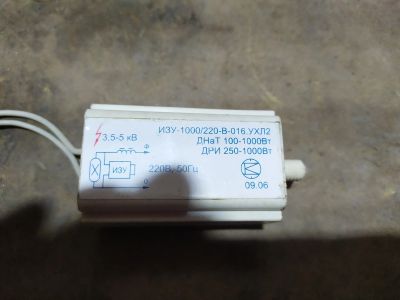 ИЗУ-1000/220-В-016.УХЛ2
3,5-5 кВ
ДНаТ 100-1000Вт
ДРИ 250-1000Вт
Ф
ИЗУ
220В, 50Гц
О
09.06